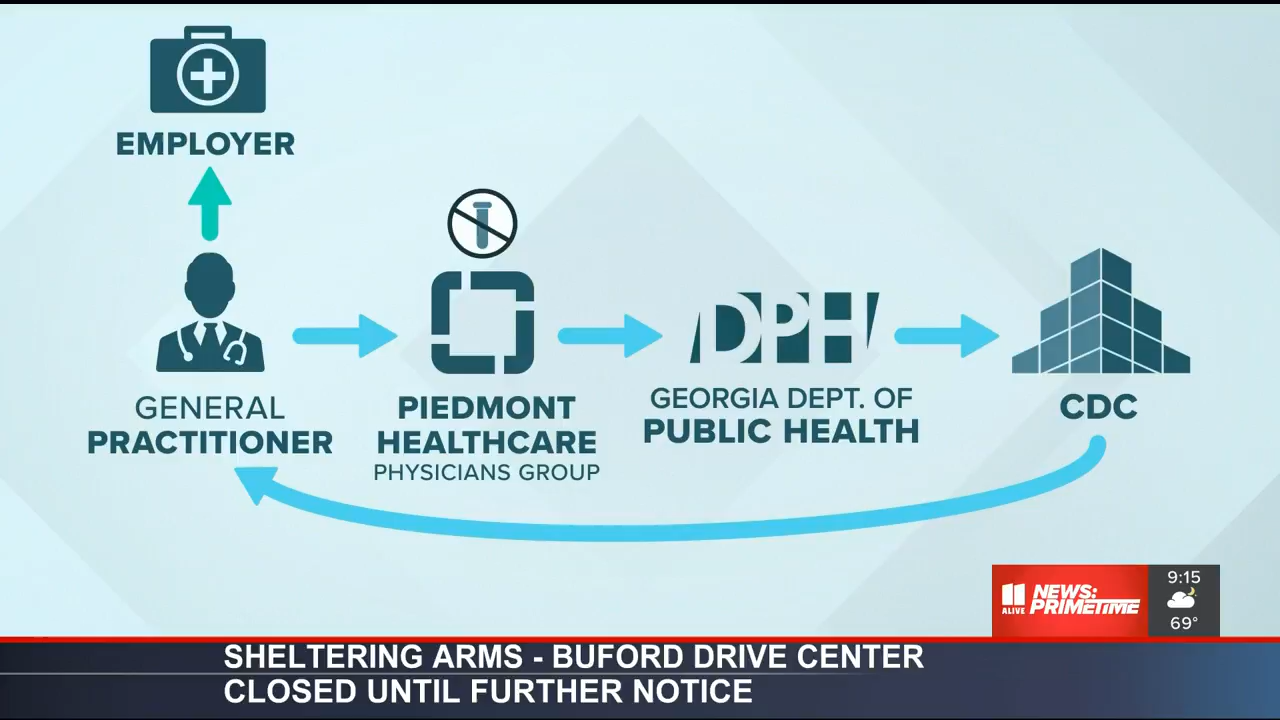 EMPLOYER
GENERAL
PRACTITIONER
PIEDMONT
HEALTHCARE
PHYSICIANS GROUP
DPH
GEORGIA DEPT. OF
PUBLIC HEALTH
CDC
11
ALIVE
NEWS:
PRIMETIME
9:15
69°
SHELTERING ARMS - BUFORD DRIVE CENTER
CLOSED UNTIL FURTHER NOTICE